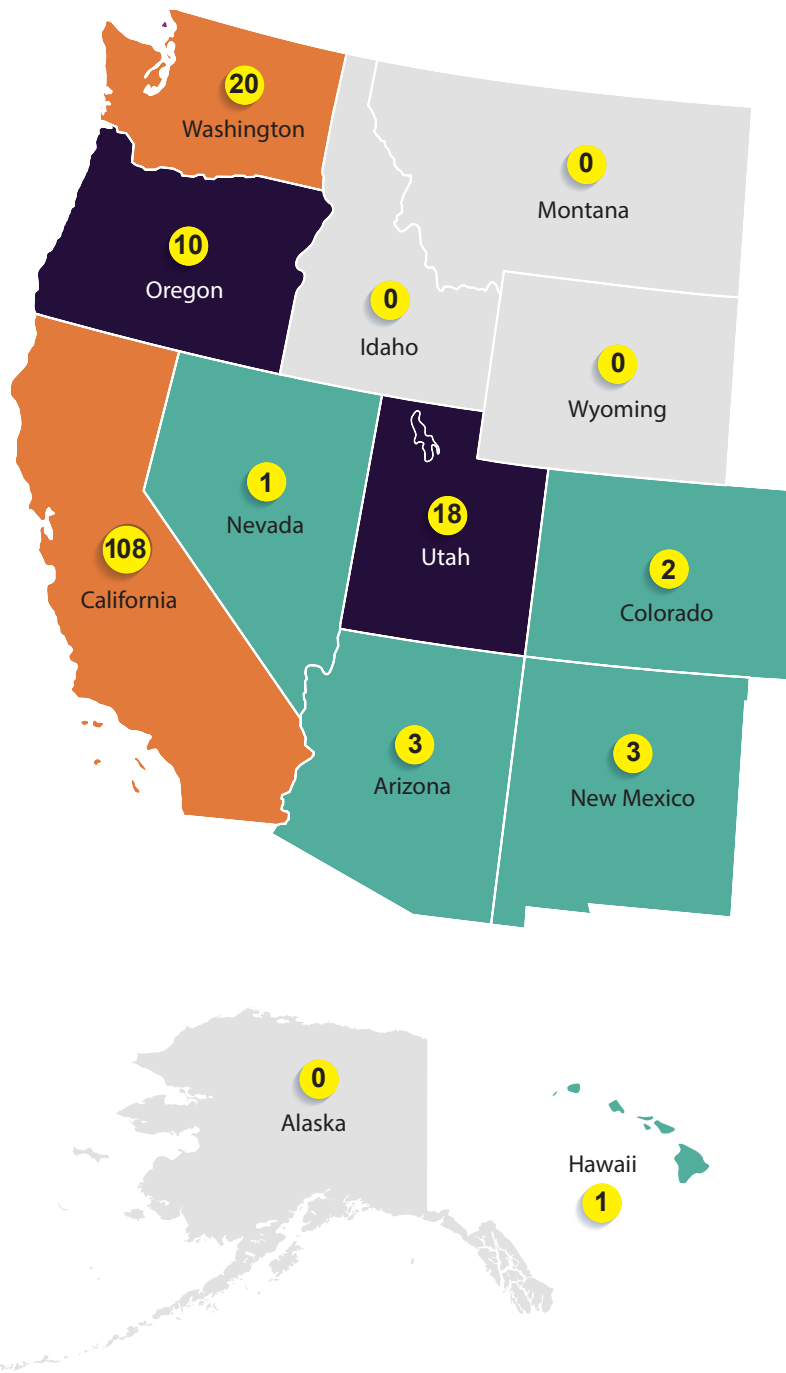 20
Washington
0
Montana
10
Oregon
0
Idaho
0
Wyoming
1
Nevada
18
Utah
108
California
2
Colorado
3
Arizona
3
New Mexico
0
Alaska
Hawaii
1